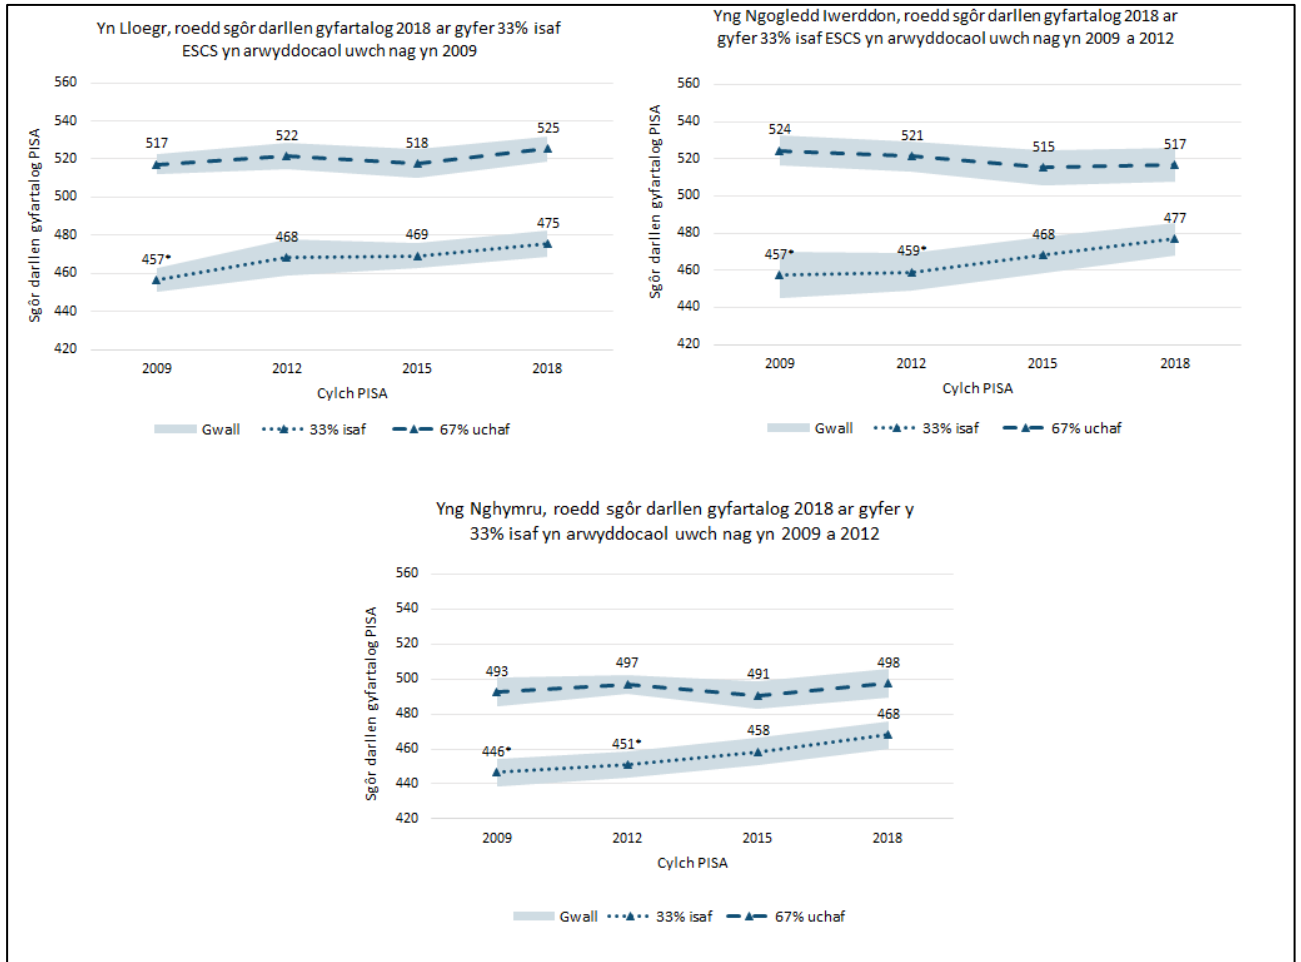 Yn Lloegr, roedd sgôr darllen gyfartalog 2018 ar gyfer 33% isaf
ESCS yn arwyddocaol uwch nag yn 2009
Sgôr darllen gyfartalog PISA
560
540
520
500
480
460
440
420
517
522
518
525
457*
468
469
475
2009
2012
2015
2018
Cylch PISA
Gwall
33% isaf
67% uchaf
Yng Ngogledd Iwerddon, roedd sgôr darllen gyfartalog 2018 ar
gyfer 33% isaf ESCS yn arwyddocaol uwch nag yn 2009 a 2012
Sgôr darllen gyfartalog PISA
560
540
520
500
480
460
440
420
524
521
515
517
457*
459*
468
477
2009
2012
2015
2018
Cylch PISA
Gwall
33% isaf
67% uchaf
Yng Nghymru, roedd sgôr darllen gyfartalog 2018 ar gyfer y
33% isaf yn arwyddocaol uwch nag yn 2009 a 2012
Sgôr darllen gyfartalog PISA
560
540
520
500
480
460
440
420
493
497
491
498
446*
451*
458
468
2009
2012
2015
2018
Cylch PISA
Gwall
33% isaf
67% uchaf